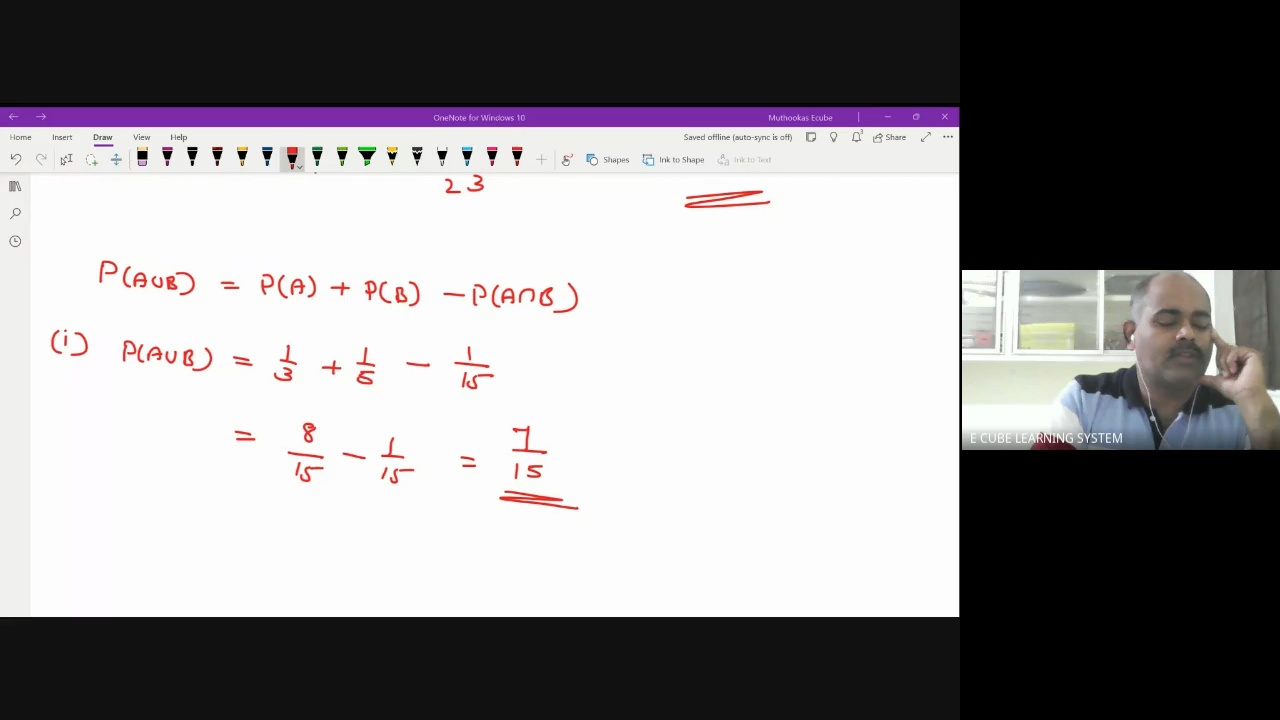 OneNote for Windows 10
Muthookas Ecube
Home Insert Draw View Help
Saved offline (auto-sync is off)
Share
Shapes
Ink to Shape
Ink to Text
23
P(A∪B) = P(A) + P(B) - P(A∩B)
(i) P(A∪B) = 1/3 + 1/5 - 1/15
= 8/15 - 1/15 = 7/15
E CUBE LEARNING SYSTEM